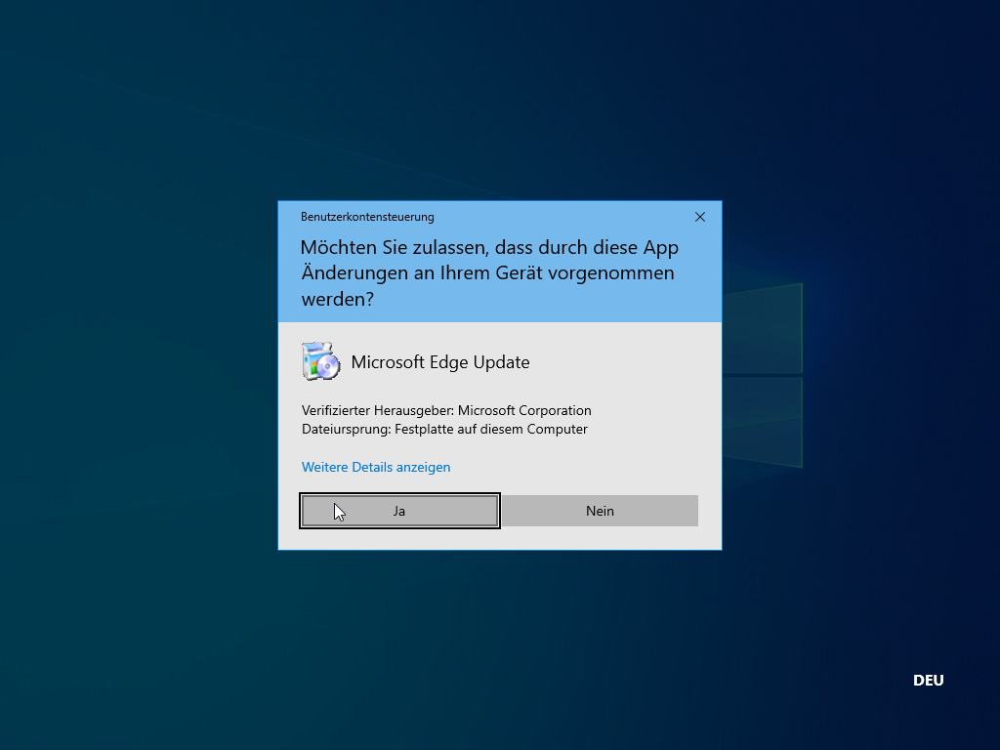 Benutzerkontensteuerung
Möchten Sie zulassen, dass durch diese App
Änderungen an Ihrem Gerät vorgenommen
werden?
Microsoft Edge Update
Verifizierter Herausgeber: Microsoft Corporation
Dateiursprung: Festplatte auf diesem Computer
Weitere Details anzeigen
Ja
Nein
DEU